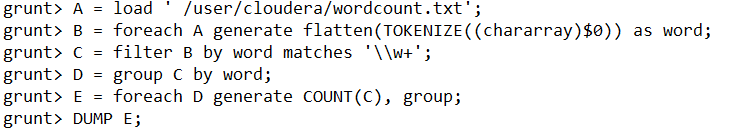 grunt> A = load ' /user/cloudera/wordcount.txt';
grunt> B = foreach A generate flatten(TOKENIZE((chararray)$0)) as word;
grunt> C = filter B by word matches '\\w+';
grunt> D = group C by word;
grunt> E = foreach D generate COUNT(C), group;
grunt> DUMP E;